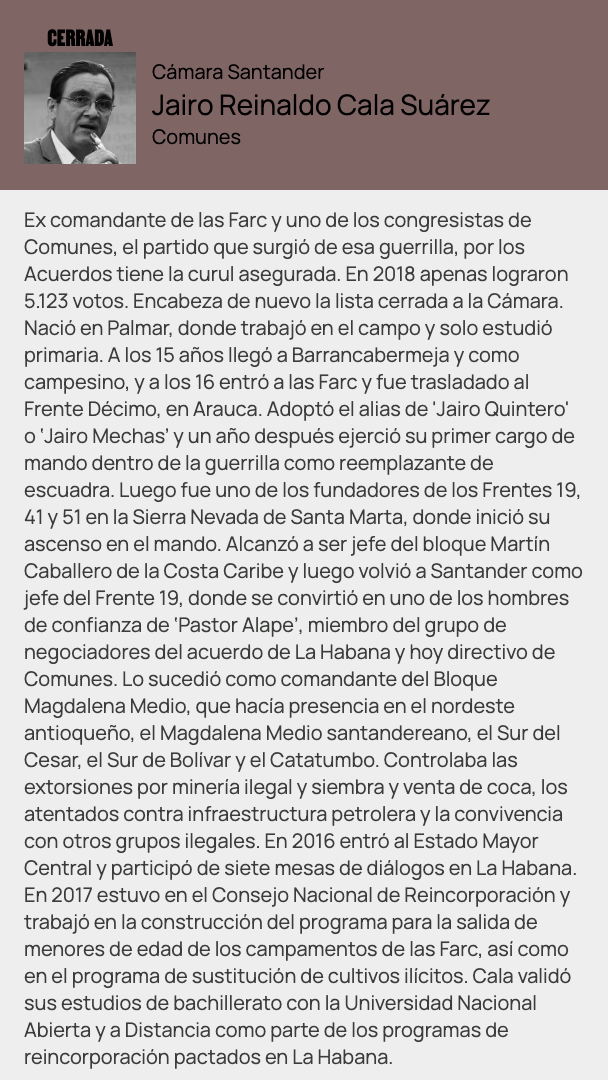 CERRADA
Cámara Santander
Jairo Reinaldo Cala Suárez
Comunes
Ex comandante de las Farc y uno de los congresistas de
Comunes, el partido que surgió de esa guerrilla, por los
Acuerdos tiene la curul asegurada. En 2018 apenas lograron
5.123 votos. Encabeza de nuevo la lista cerrada a la Cámara.
Nació en Palmar, donde trabajó en el campo y solo estudió
primaria. A los 15 años llegó a Barrancabermeja y como
campesino, y a los 16 entró a las Farc y fue trasladado al
Frente Décimo, en Arauca. Adoptó el alias de 'Jairo Quintero'
o ‘Jairo Mechas’ y un año después ejerció su primer cargo de
mando dentro de la guerrilla como reemplazante de
escuadra. Luego fue uno de los fundadores de los Frentes 19,
41 y 51 en la Sierra Nevada de Santa Marta, donde inició su
ascenso en el mando. Alcanzó a ser jefe del bloque Martín
Caballero de la Costa Caribe y luego volvió a Santander como
jefe del Frente 19, donde se convirtió en uno de los hombres
de confianza de ‘Pastor Alape’, miembro del grupo de
negociadores del acuerdo de La Habana y hoy directivo de
Comunes. Lo sucedió como comandante del Bloque
Magdalena Medio, que hacía presencia en el nordeste
antioqueño, el Magdalena Medio santandereano, el Sur del
Cesar, el Sur de Bolívar y el Catatumbo. Controlaba las
extorsiones por minería ilegal y siembra y venta de coca, los
atentados contra infraestructura petrolera y la convivencia
con otros grupos ilegales. En 2016 entró al Estado Mayor
Central y participó de siete mesas de diálogos en La Habana.
En 2017 estuvo en el Consejo Nacional de Reincorporación y
trabajó en la construcción del programa para la salida de
menores de edad de los campamentos de las Farc, así como
en el programa de sustitución de cultivos ilícitos. Cala validó
sus estudios de bachillerato con la Universidad Nacional
Abierta y a Distancia como parte de los programas de
reincorporación pactados en La Habana.